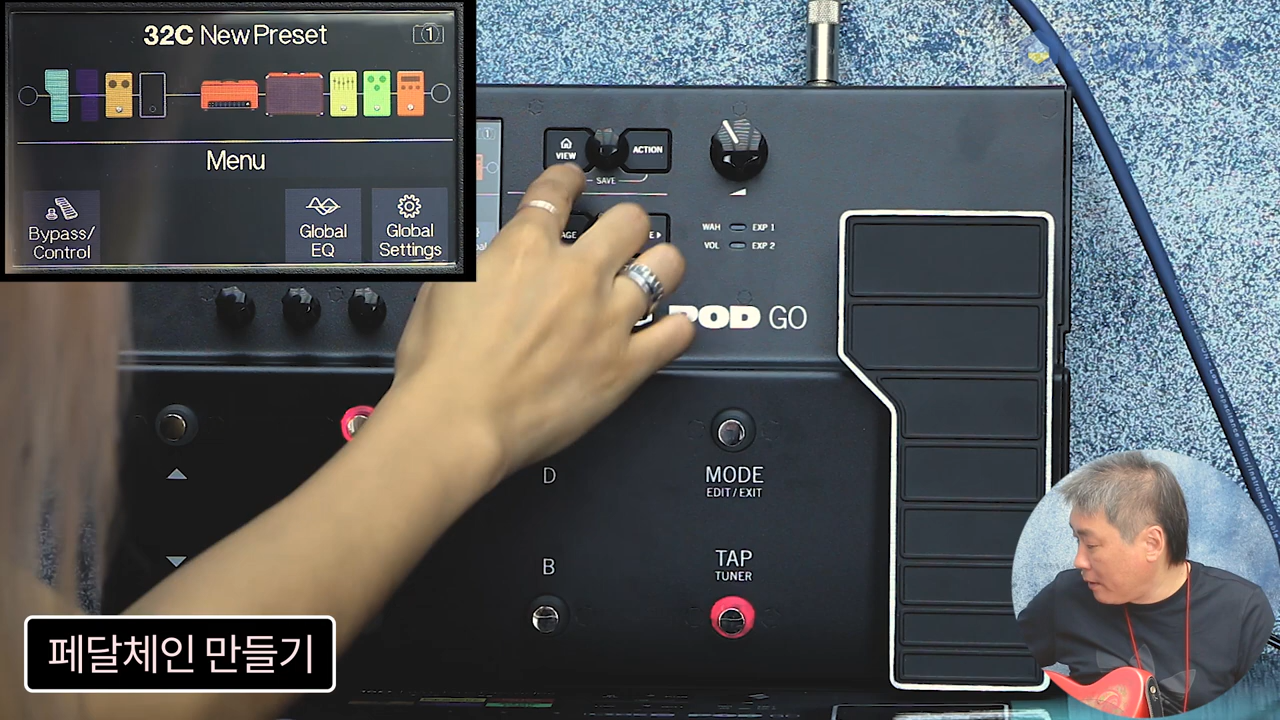 32C New Preset
1
Menu
Bypass/
Control
Global
EQ
Global
Settings
VIEW
ACTION
SAVE
WAH
EXP 1
VOL
EXP 2
POD GO
D
MODE
EDIT/EXIT
B
TAP
TUNER
페달체인 만들기